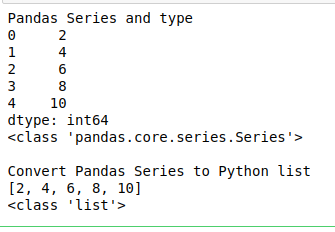 Pandas Series and type
0     2
1     4
2     6
3     8
4    10
dtype: int64
<class 'pandas.core.series.Series'>

Convert Pandas Series to Python list
[2, 4, 6, 8, 10]
<class 'list'>